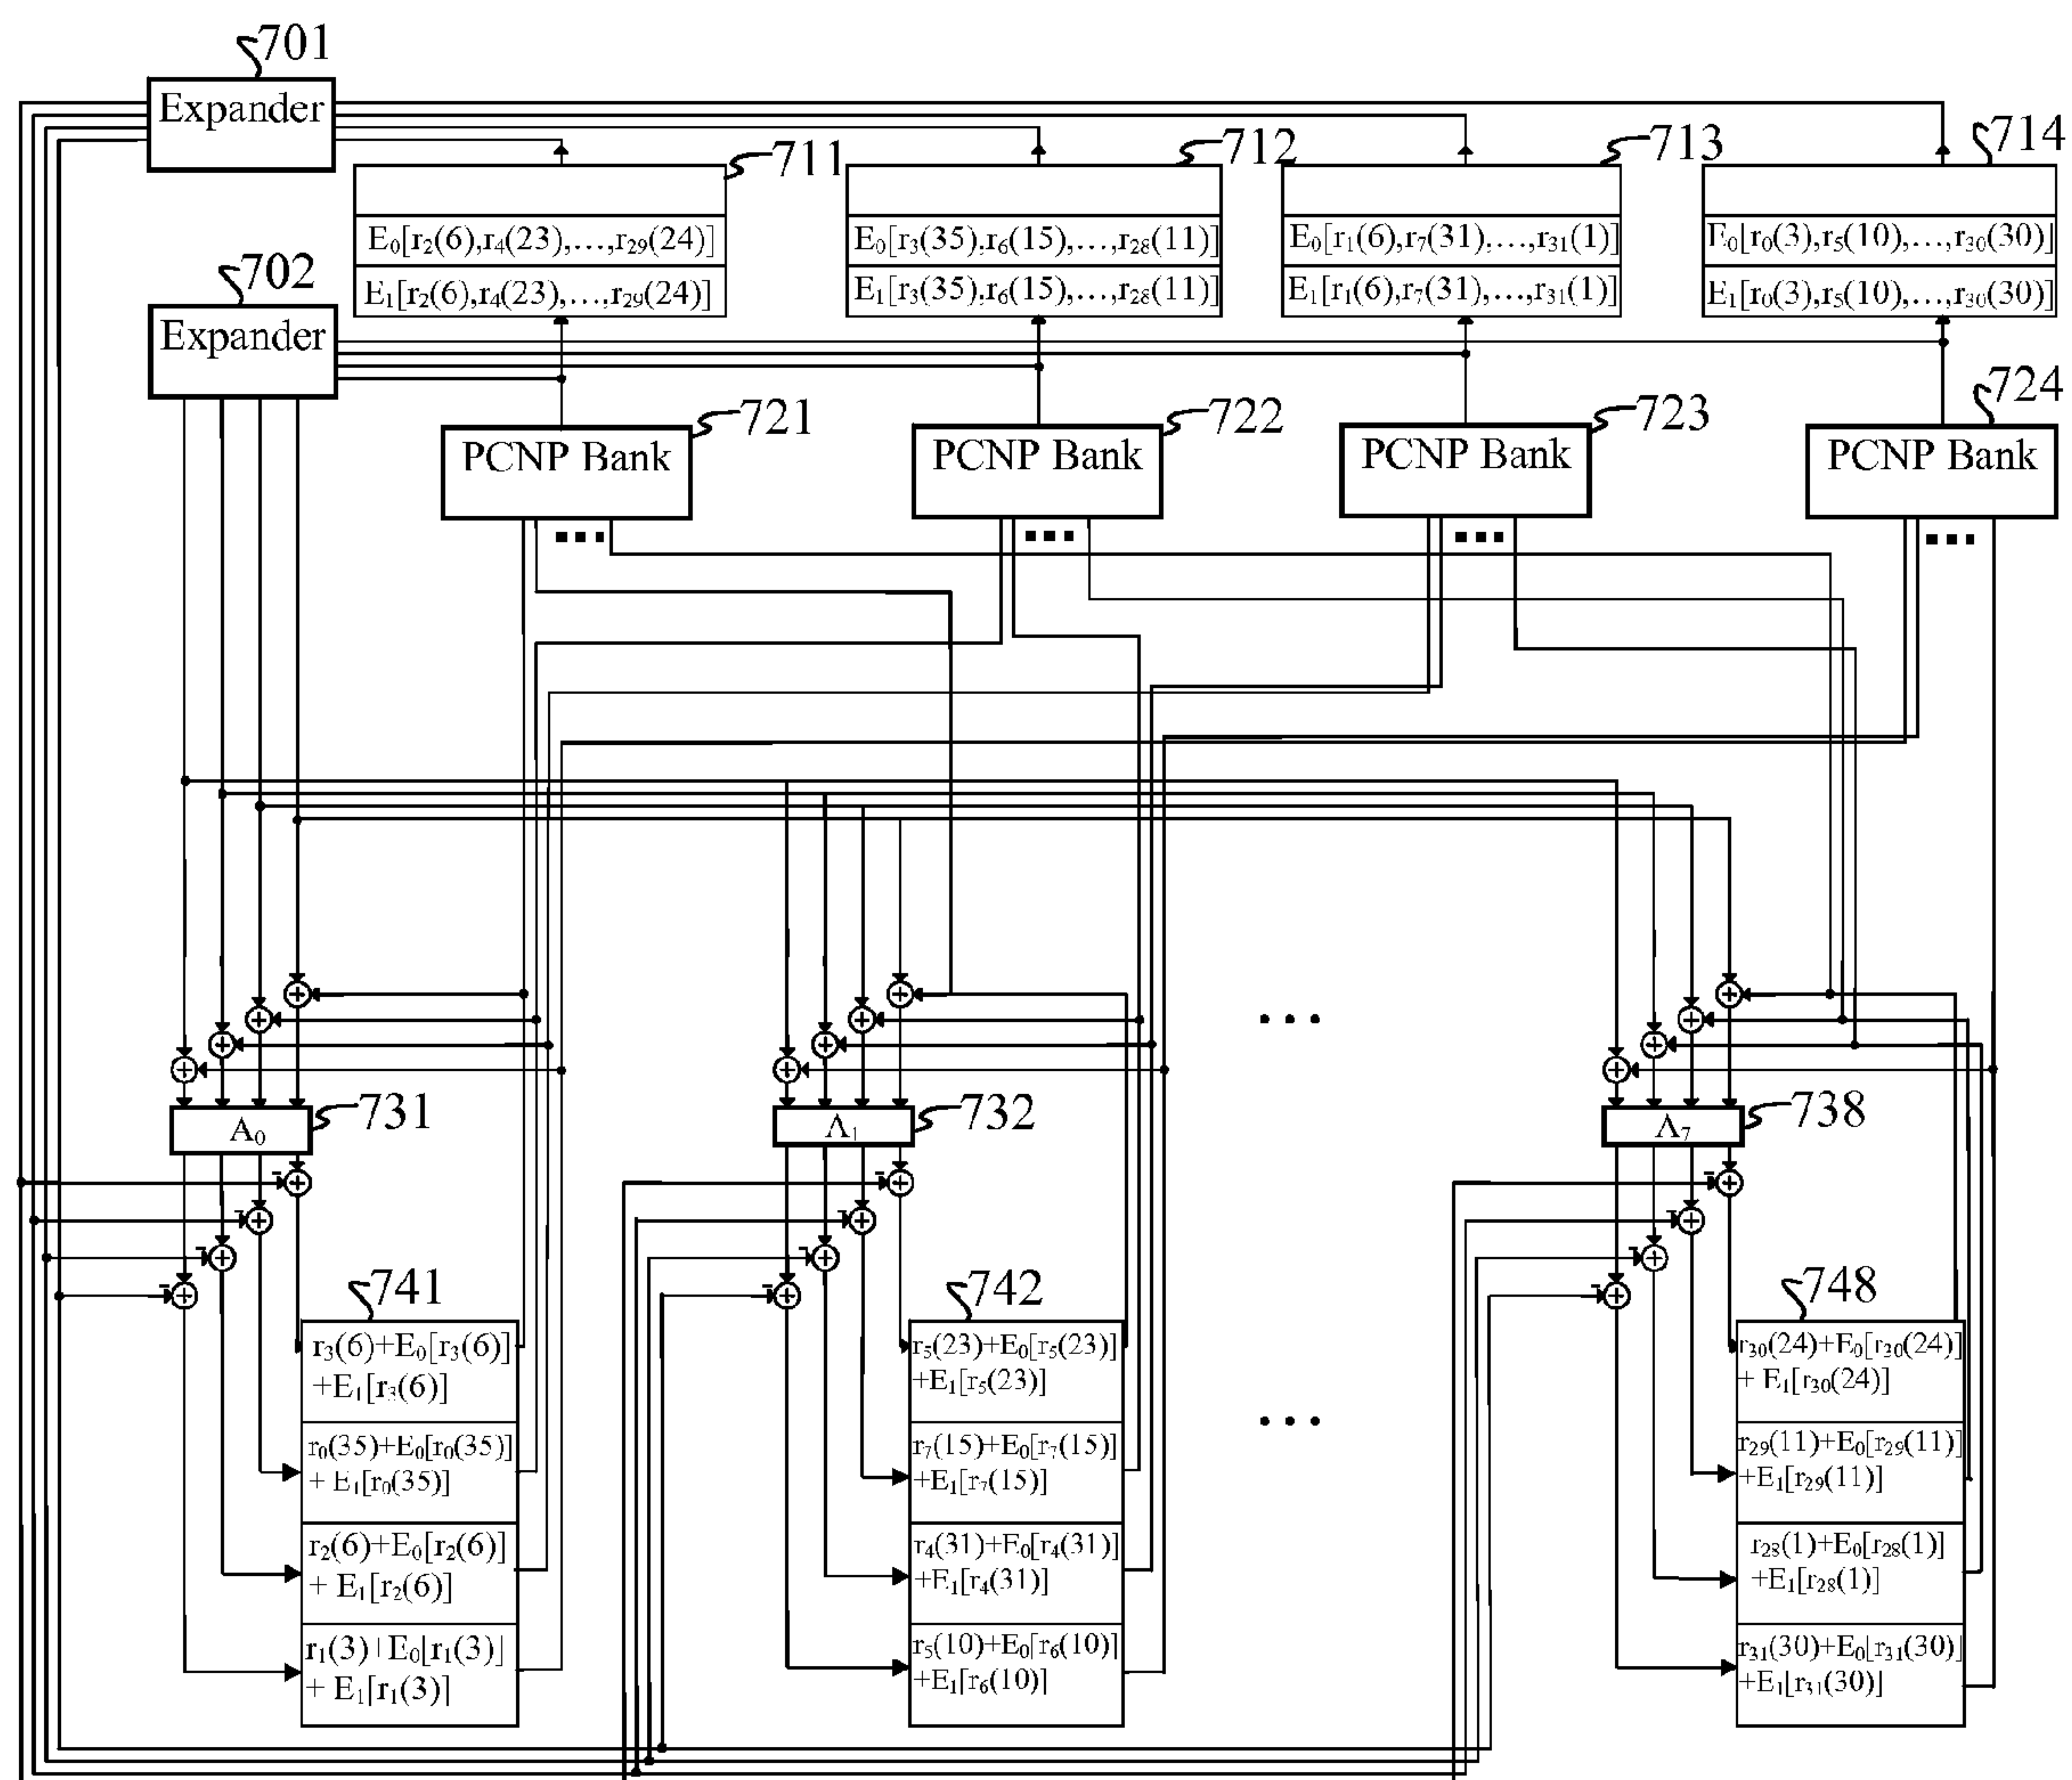 701
Expander
711
712
713
714
E₀[r₂(6),r₄(23),...,r₂₉(24)]
E₀[r₃(35),r₆(15),...,r₂₈(11)]
E₀[r₁(6),r₇(31),...,r₃₁(1)]
E₀[r₀(3),r₅(10),...,r₃₀(30)]
702
E₁[r₂(6),r₄(23),...,r₂₉(24)]
E₁[r₃(35),r₆(15),...,r₂₈(11)]
E₁[r₁(6),r₇(31),...,r₃₁(1)]
E₁[r₀(3),r₅(10),...,r₃₀(30)]
Expander
721
722
723
724
PCNP Bank
PCNP Bank
PCNP Bank
PCNP Bank
...
...
...
...
...
731
732
738
Λ₀
Λ₁
Λ₇
741
742
748
r₃(6)+E₀[r₃(6)]
+E₁[r₃(6)]
r₅(23)+E₀[r₅(23)]
+E₁[r₅(23)]
r₃₀(24)+E₀[r₃₀(24)]
+ E₁[r₃₀(24)]
...
r₀(35)+E₀[r₀(35)]
+ E₁[r₀(35)]
r₇(15)+E₀[r₇(15)]
+E₁[r₇(15)]
r₂₉(11)+E₀[r₂₉(11)]
+E₁[r₂₉(11)]
r₂(6)+E₀[r₂(6)]
+ E₁[r₂(6)]
r₄(31)+E₀[r₄(31)]
+E₁[r₄(31)]
r₂₈(1)+E₀[r₂₈(1)]
+E₁[r₂₈(1)]
r₁(3)+E₀[r₁(3)]
+ E₁[r₁(3)]
r₅(10)+E₀[r₆(10)]
+E₁[r₆(10)]
r₃₁(30)+E₀[r₃₁(30)]
+E₁[r₃₁(30)]